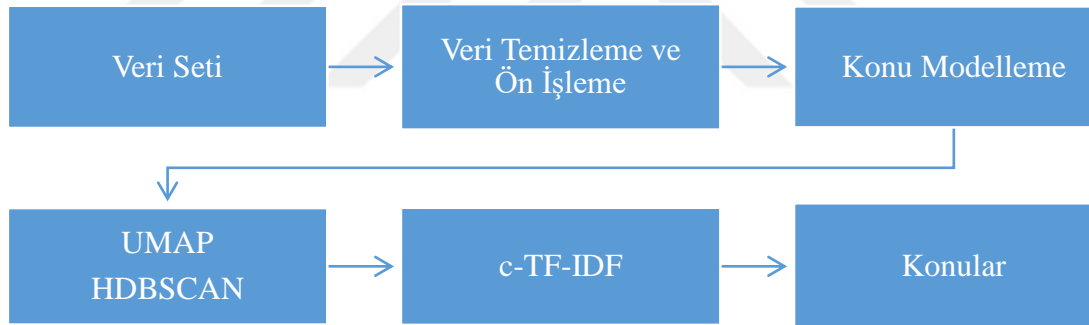 Veri Seti
Veri Temizleme ve
Ön İşleme
Konu Modelleme
UMAP
HDBSCAN
c-TF-IDF
Konular